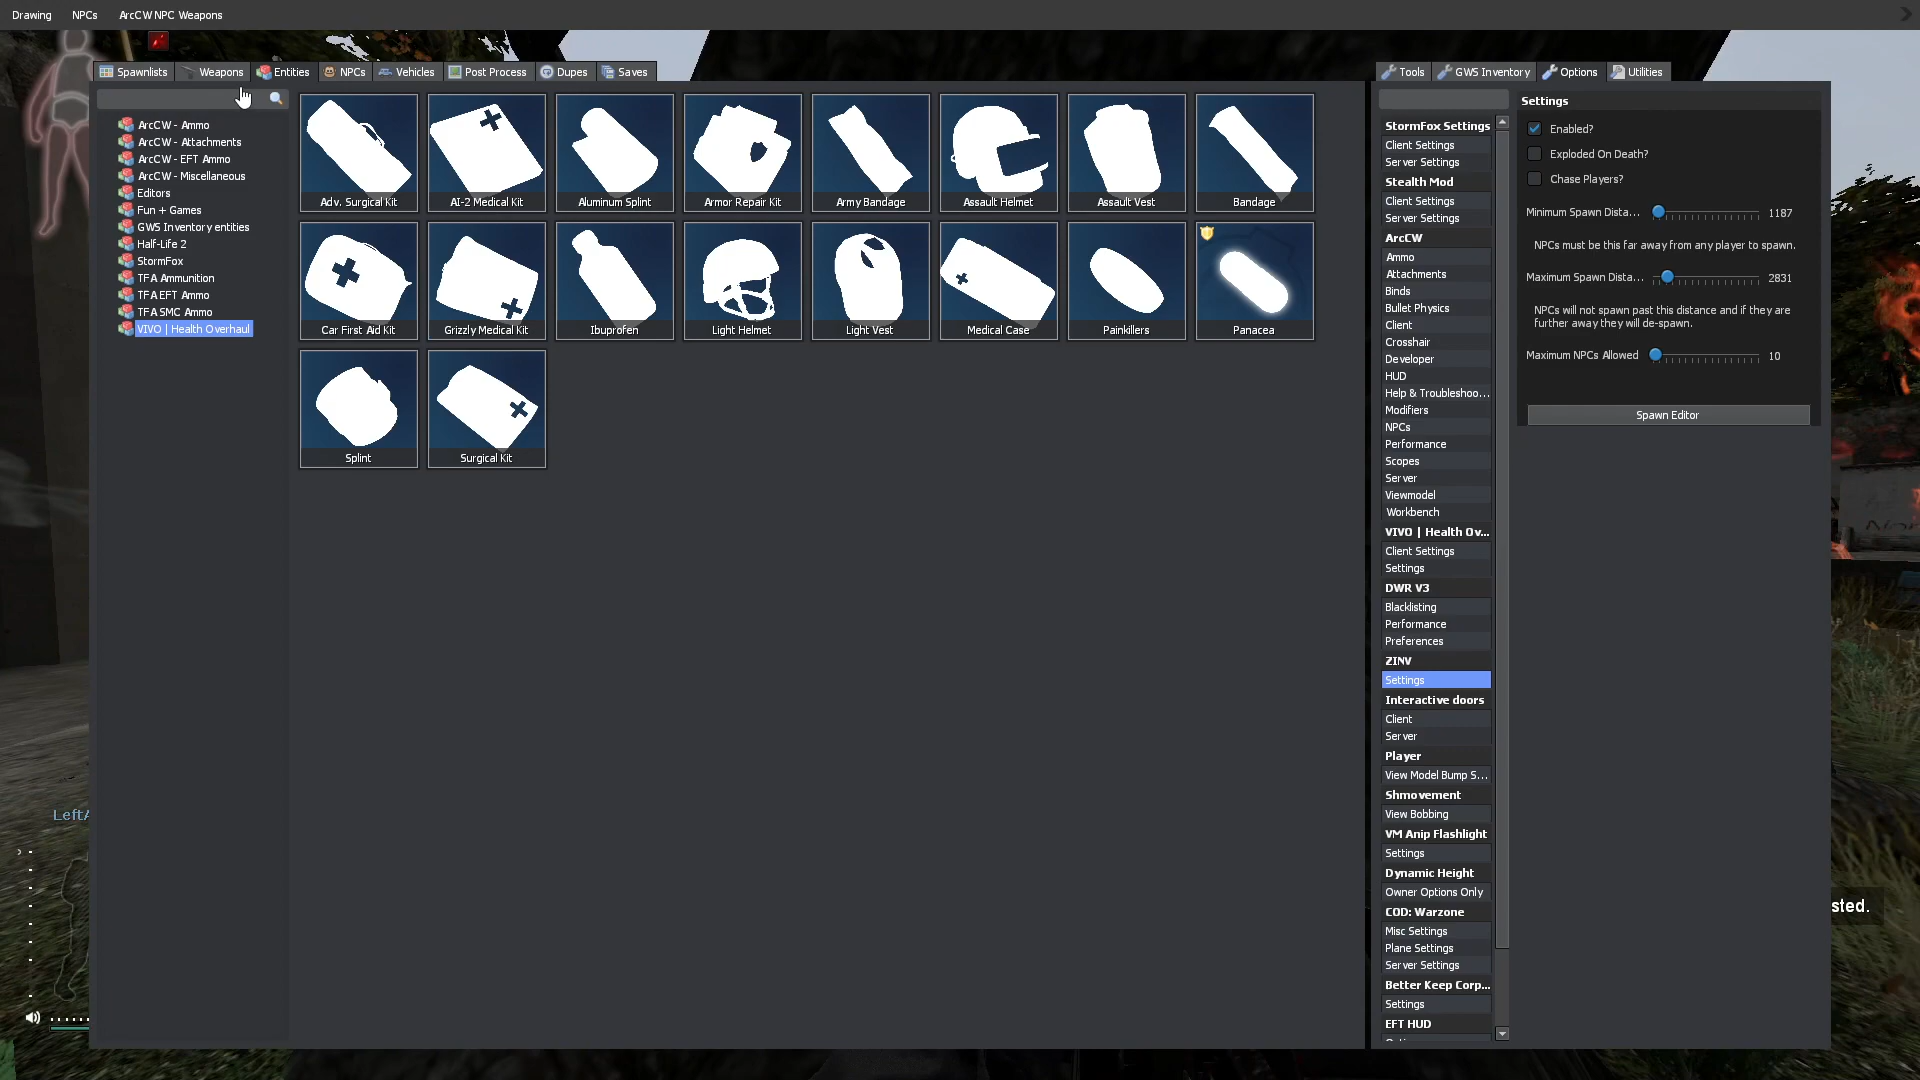 Drawing NPCs ArcCW NPC Weapons
Spawnlists Weapons Entities NPCs Vehicles Post Process Dupes Saves
ArcCW - Ammo
ArcCW - Attachments
ArcCW - EFT Ammo
ArcCW - Miscellaneous
Editors
Fun + Games
GWS Inventory entities
Half-Life 2
StormFox
TFA Ammunition
TFA EFT Ammo
TFA SMC Ammo
VIVO | Health Overhaul
Adv. Surgical Kit AI-2 Medical Kit Aluminum Splint Armor Repair Kit Army Bandage Assault Helmet Assault Vest Bandage
Car First Aid Kit Grizzly Medical Kit Ibuprofen Light Helmet Light Vest Medical Case Painkillers Panacea
Splint Surgical Kit
Tools GWS Inventory Options Utilities
StormFox Settings
Client Settings
Server Settings
Stealth Mod
Client Settings
Server Settings
ArcCW
Ammo
Attachments
Binds
Bullet Physics
Client
Crosshair
Developer
HUD
Help & Troubleshoo...
Modifiers
NPCs
Performance
Scopes
Server
Viewmodel
Workbench
VIVO | Health Ov...
Client Settings
Settings
DWR V3
Blacklisting
Performance
Preferences
ZINV
Settings
Interactive doors
Client
Server
Player
View Model Bump S...
Shmovement
View Bobbing
VM Anip Flashlight
Settings
Dynamic Height
Owner Options Only
COD: Warzone
Misc Settings
Plane Settings
Server Settings
Better Keep Corp...
Settings
EFT HUD
Settings
Enabled?
Exploded On Death?
Chase Players?
Minimum Spawn Dista... 1187
NPCs must be this far away from any player to spawn.
Maximum Spawn Dista... 2831
NPCs will not spawn past this distance and if they are
further away they will de-spawn.
Maximum NPCs Allowed 10
Spawn Editor
LeftA
sted.